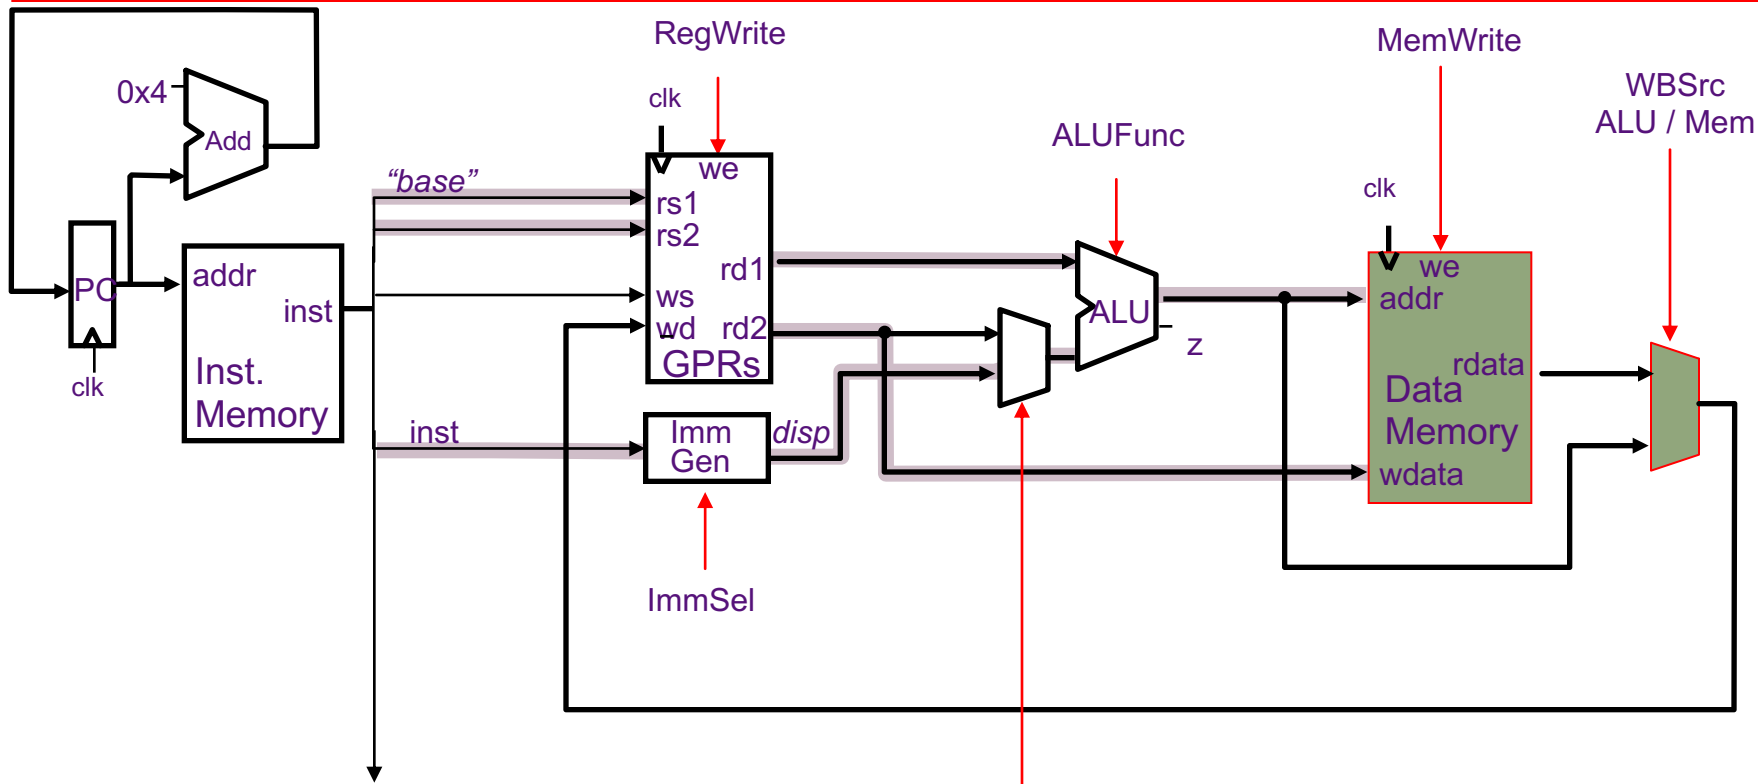 RegWrite
MemWrite
WBSrc
ALU / Mem
0x4
clk
ALUFunc
Add
we
"base"
clk
rs1
rs2
we
PC
addr
rd1
addr
inst
ws
ALU
wd
rd2
z
clk
Inst.
Memory
GPRs
rdata
Data
Memory
inst
Imm
Gen
disp
wdata
ImmSel